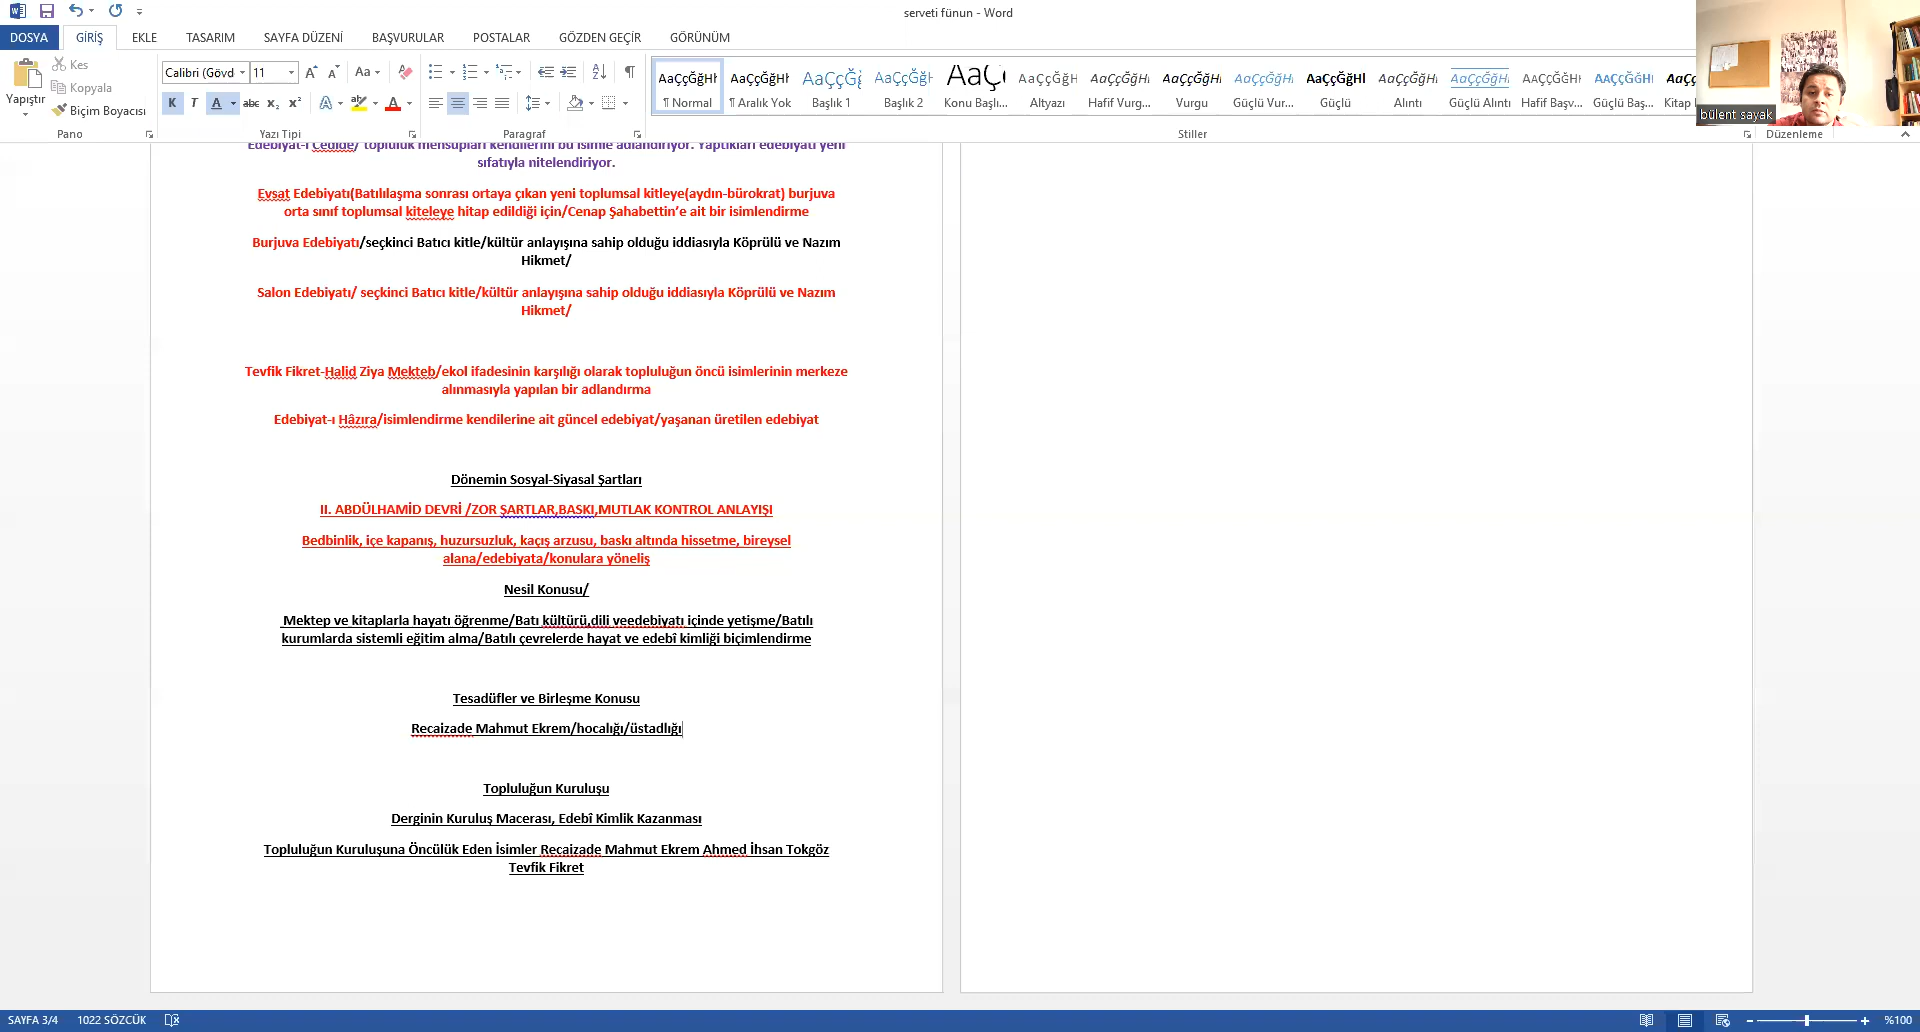 serveti fünun - Word
DOSYA GİRİŞ EKLE TASARIM SAYFA DÜZENİ BAŞVURULAR POSTALAR GÖZDEN GEÇİR GÖRÜNÜM
Yapıştır
Kes
Kopyala
Biçim Boyacısı
Calibri (Gövd 11
AaÇçĞğHł AaÇçĞğHł AaÇçĞğ AaÇçĞğH AaÇç AaÇçĞğH AaÇçĞğHı AaÇçĞğHı AaÇçĞğHı AaÇçĞğHl AaÇçĞğHı AaÇçĞğHı AaÇçĞğHı AaÇçĞğHı AaÇç
¶ Normal ¶ Aralık Yok Başlık 1 Başlık 2 Konu Başlı... Altyazı Hafif Vurg... Vurgu Güçlü Vur... Güçlü Alıntı Güçlü Alıntı Hafif Başv... Güçlü Baş... Kitap
Pano Yazı Tipi Paragraf Stiller Düzenleme
bülent sayak
Edebiyat-ı Cedide/ topluluk mensupları kendilerini bu isimle adlandırıyor. Yaptıkları edebiyatı yeni
sıfatıyla nitelendiriyor.
Evsat Edebiyatı(Batılılaşma sonrası ortaya çıkan yeni toplumsal kitleye(aydın-bürokrat) burjuva
orta sınıf toplumsal kiteleye hitap edildiği için/Cenap Şahabettin’e ait bir isimlendirme
Burjuva Edebiyatı/seçkinci Batıcı kitle/kültür anlayışına sahip olduğu iddiasıyla Köprülü ve Nazım
Hikmet/
Salon Edebiyatı/ seçkinci Batıcı kitle/kültür anlayışına sahip olduğu iddiasıyla Köprülü ve Nazım
Hikmet/
Tevfik Fikret-Halid Ziya Mekteb/ekol ifadesinin karşılığı olarak topluluğun öncü isimlerinin merkeze
alınmasıyla yapılan bir adlandırma
Edebiyat-ı Hâzıra/isimlendirme kendilerine ait güncel edebiyat/yaşanan üretilen edebiyat
Dönemin Sosyal-Siyasal Şartları
II. ABDÜLHAMİD DEVRİ /ZOR ŞARTLAR,BASKI,MUTLAK KONTROL ANLAYIŞI
Bedbinlik, içe kapanış, huzursuzluk, kaçış arzusu, baskı altında hissetme, bireysel
alana/edebiyata/konulara yöneliş
Nesil Konusu/
Mektep ve kitaplarla hayatı öğrenme/Batı kültürü,dili veedebiyatı içinde yetişme/Batılı
kurumlarda sistemli eğitim alma/Batılı çevrelerde hayat ve edebî kimliği biçimlendirme
Tesadüfler ve Birleşme Konusu
Recaizade Mahmut Ekrem/hocalığı/üstadlığı
Topluluğun Kuruluşu
Derginin Kuruluş Macerası, Edebî Kimlik Kazanması
Topluluğun Kuruluşuna Öncülük Eden İsimler Recaizade Mahmut Ekrem Ahmed İhsan Tokgöz
Tevfik Fikret
SAYFA 3/4 1022 SÖZCÜK %100